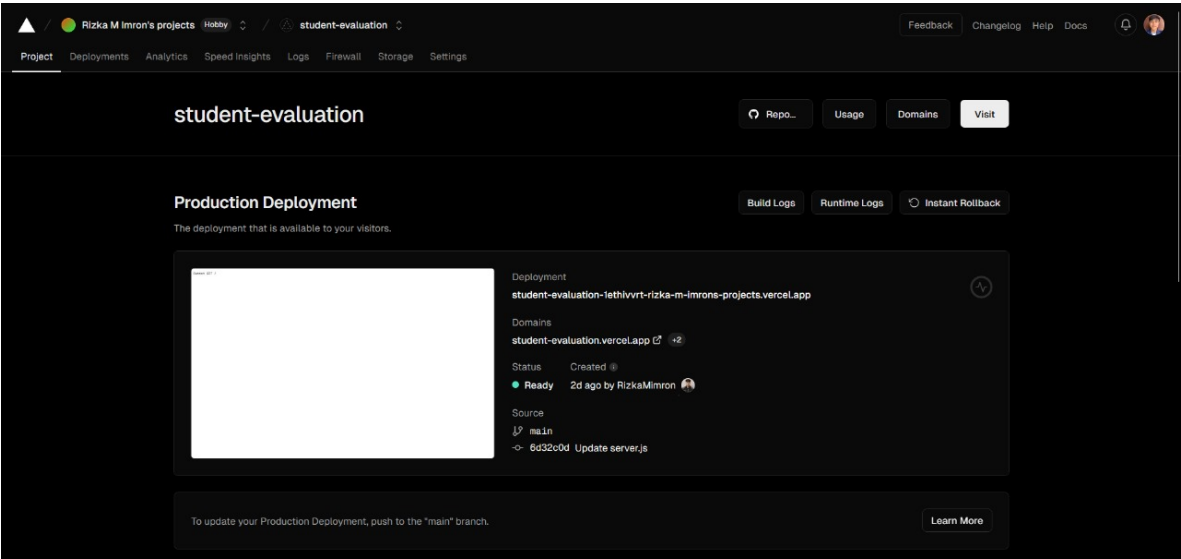 Rizka M Imron's projects Hobby / student-evaluation Feedback Changelog Help Docs
Project Deployments Analytics Speed Insights Logs Firewall Storage Settings
student-evaluation Repo... Usage Domains Visit
Production Deployment Build Logs Runtime Logs Instant Rollback
The deployment that is available to your visitors.
Deployment
student-evaluation-1ethivvrt-rizka-m-imrons-projects.vercel.app
Domains
student-evaluation.vercel.app +2
Status Created
Ready 2d ago by RizkaMimron
Source
main
6d32c0d Update server.js
To update your Production Deployment, push to the "main" branch. Learn More